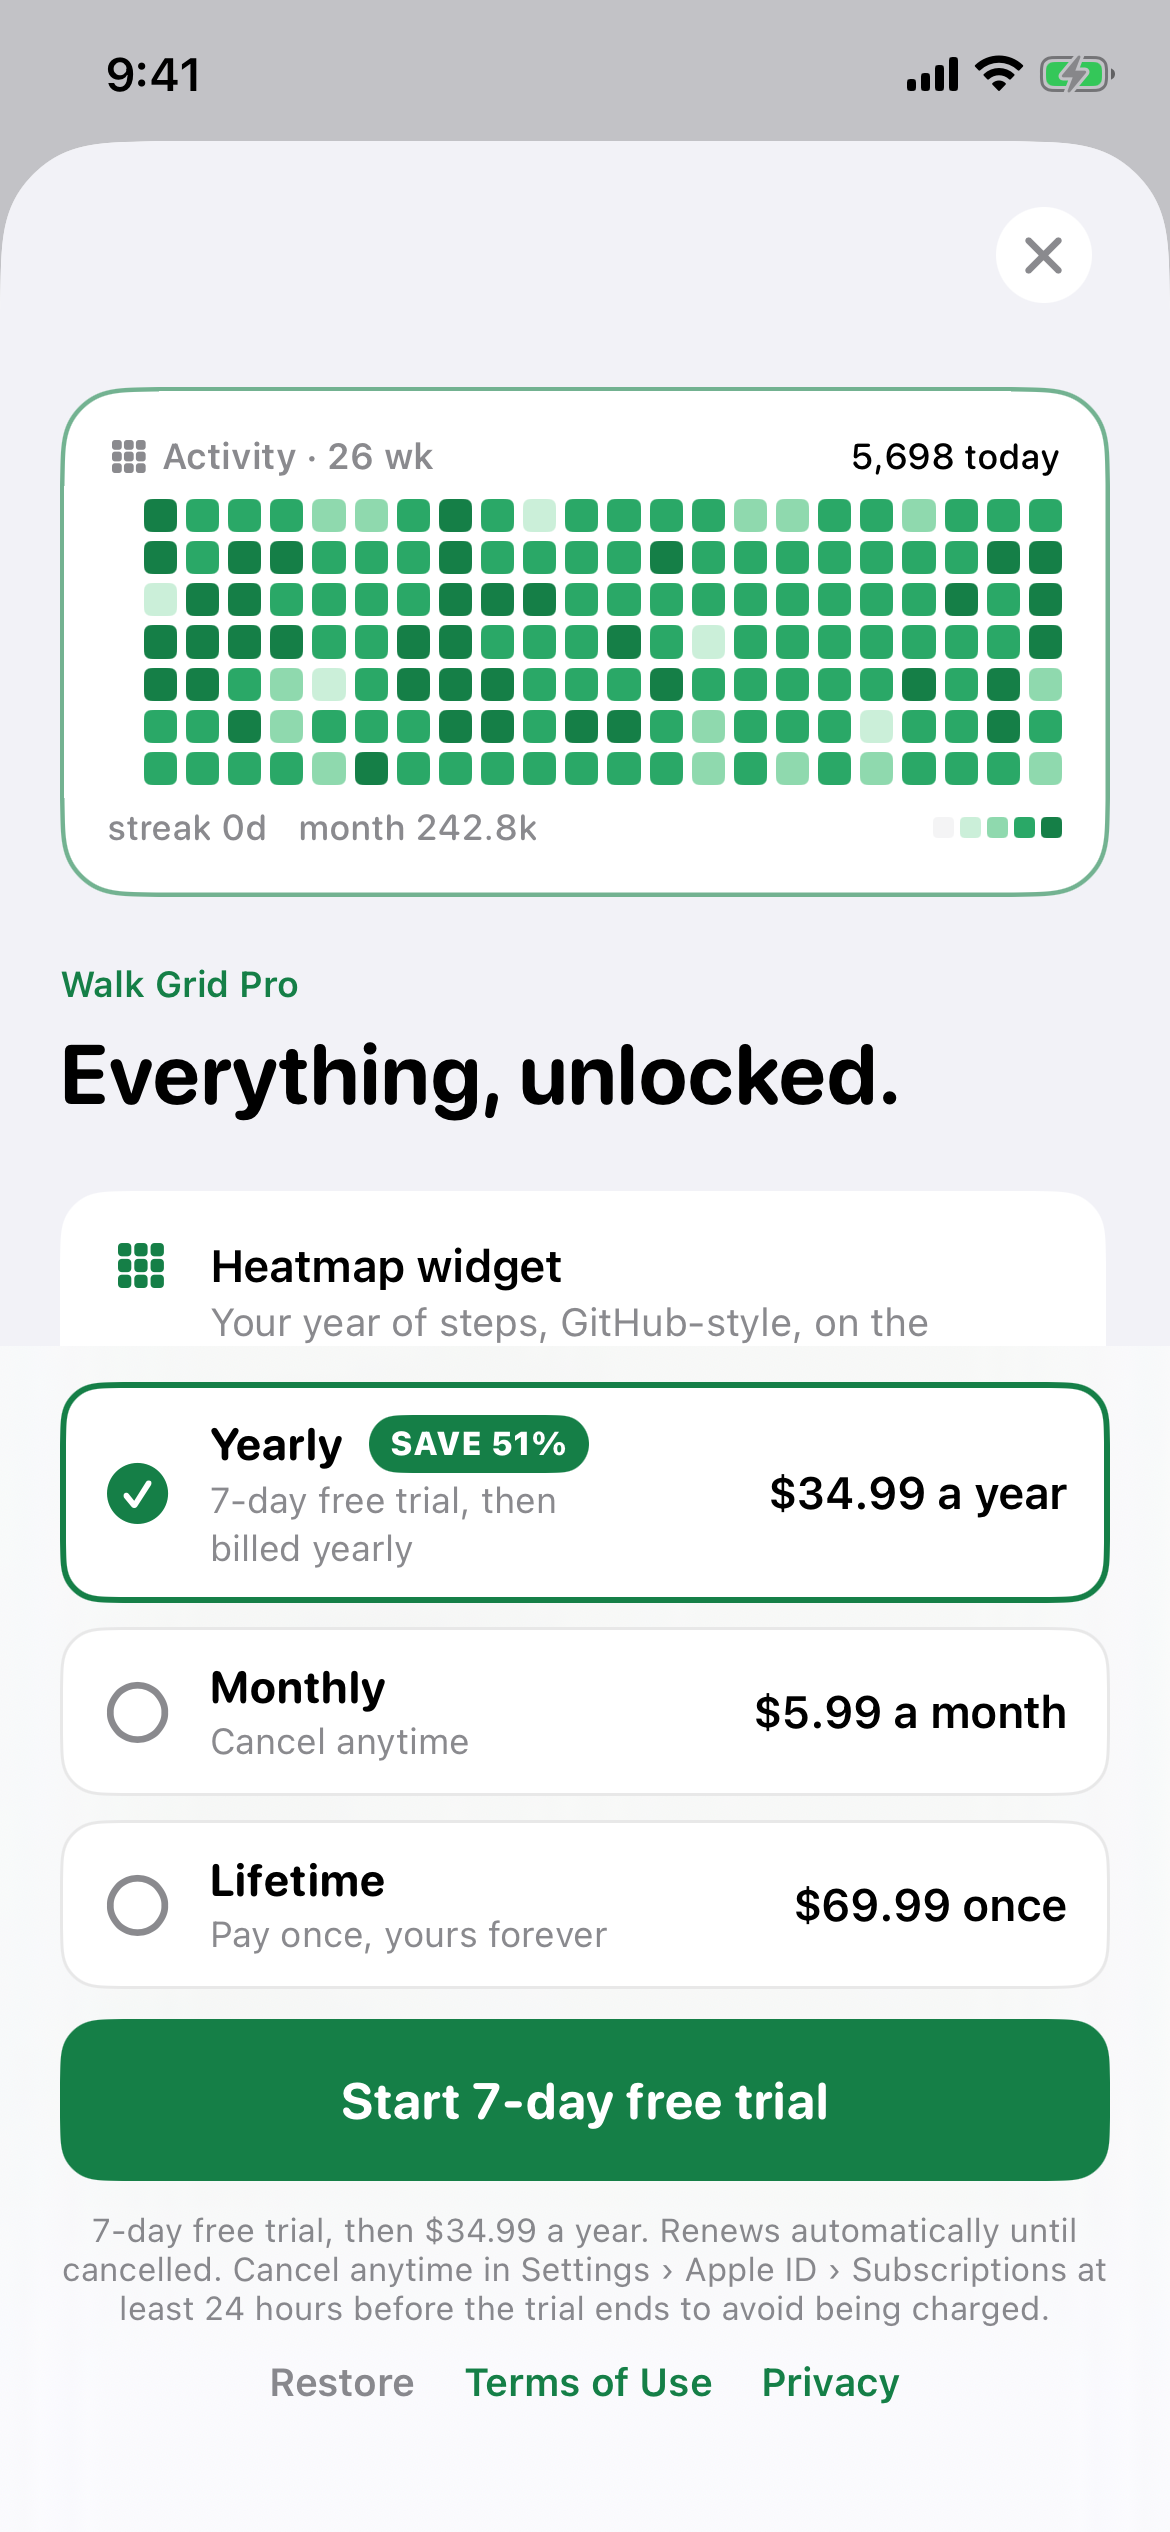 9:41
Activity · 26 wk
5,698 today
streak 0d month 242.8k
Walk Grid Pro
Everything, unlocked.
Heatmap widget
Your year of steps, GitHub-style, on the
Yearly SAVE 51%
7-day free trial, then
billed yearly
$34.99 a year
Monthly
Cancel anytime
$5.99 a month
Lifetime
Pay once, yours forever
$69.99 once
Start 7-day free trial
7-day free trial, then $34.99 a year. Renews automatically until
cancelled. Cancel anytime in Settings › Apple ID › Subscriptions at
least 24 hours before the trial ends to avoid being charged.
Restore Terms of Use Privacy